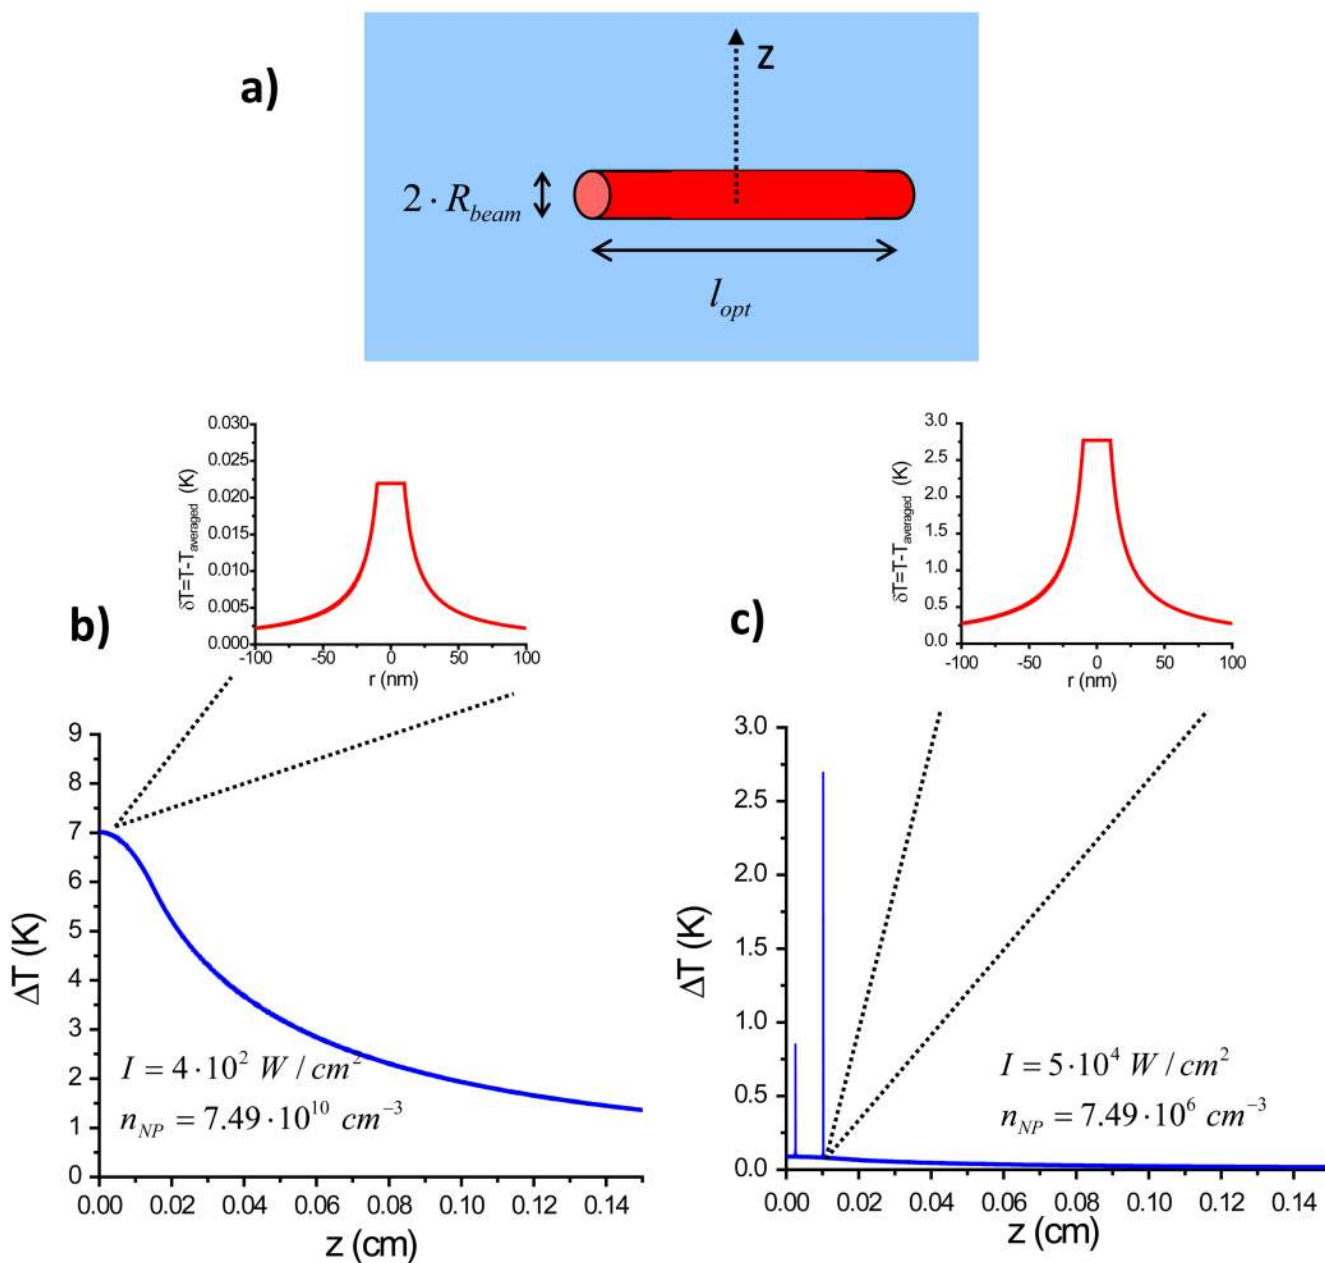 a)
z
2 · R_beam
l_opt
b)
0.030
0.025
0.020
0.015
0.010
0.005
0.000
δT=T-T_averaged (K)
-100 -50 0 50 100
r (nm)
c)
3.0
2.5
2.0
1.5
1.0
0.5
0.0
δT=T-T_averaged (K)
-100 -50 0 50 100
r (nm)
9
8
7
6
5
4
3
2
1
0
ΔT (K)
I = 4·10^2 W / cm^2
n_NP = 7.49·10^10 cm^-3
0.00 0.02 0.04 0.06 0.08 0.10 0.12 0.14
z (cm)
3.0
2.5
2.0
1.5
1.0
0.5
0.0
ΔT (K)
I = 5·10^4 W / cm^2
n_NP = 7.49·10^6 cm^-3
0.00 0.02 0.04 0.06 0.08 0.10 0.12 0.14
z (cm)